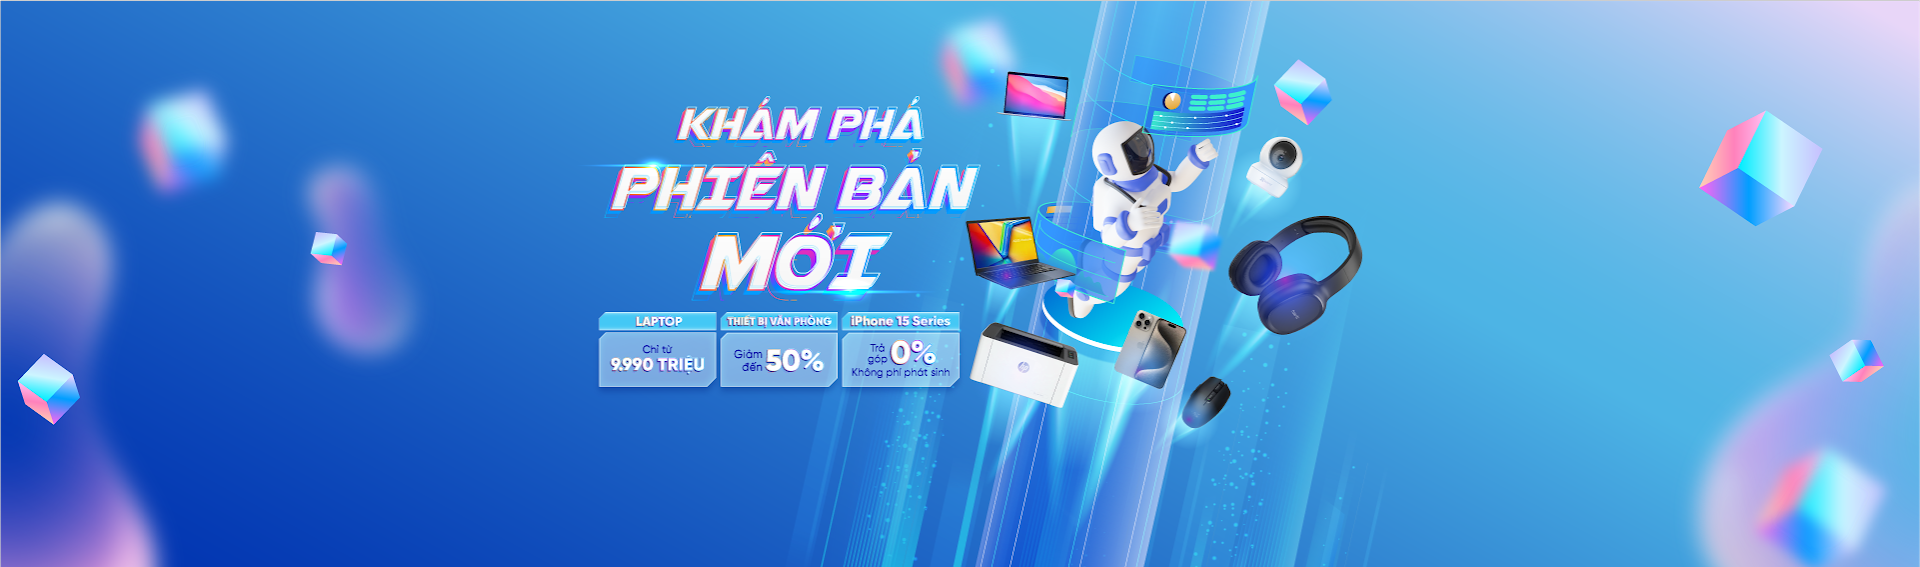 KHÁM PHÁ
PHIÊN BẢN
MỚI
LAPTOP
Chỉ từ
9.990 TRIỆU
THIẾT BỊ VĂN PHÒNG
Giảm
đến
50%
iPhone 15 Series
Trả
góp
0%
Không phí phát sinh
hp